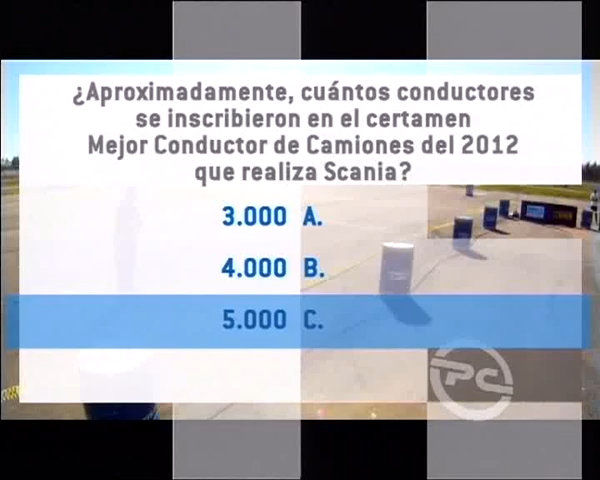 ¿Aproximadamente, cuántos conductores
se inscribieron en el certamen
Mejor Conductor de Camiones del 2012
que realiza Scania?
3.000 A.
4.000 B.
5.000 C.
PC